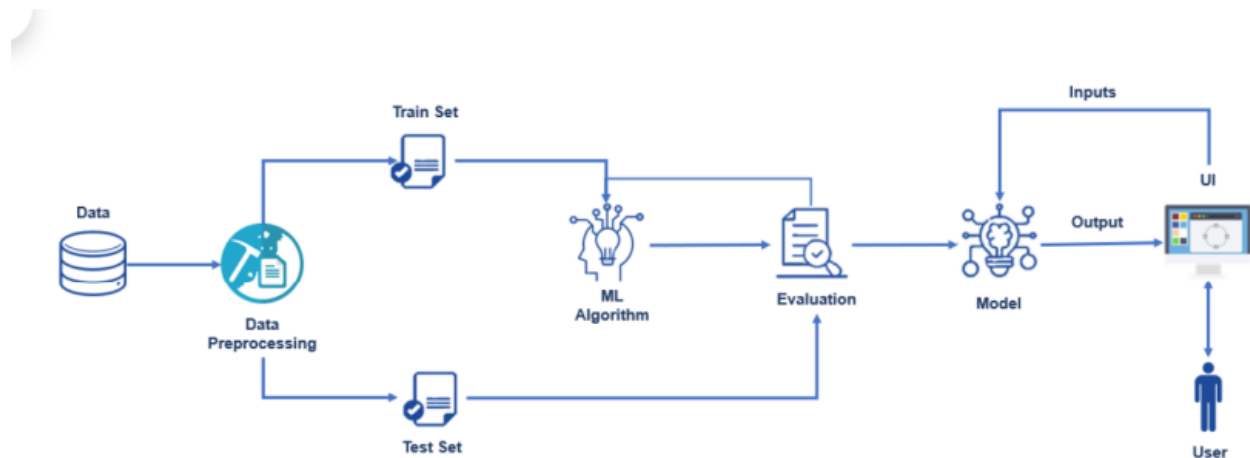 Inputs
Train Set
UI
Data
Output
ML
Algorithm
Evaluation
Model
Data
Preprocessing
Test Set
User